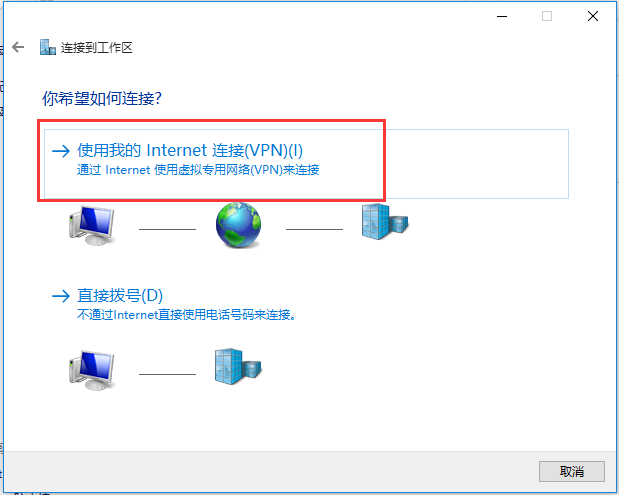 连接到工作区
你希望如何连接?
使用我的 Internet 连接(VPN)(I)
通过 Internet 使用虚拟专用网络(VPN)来连接
直接拨号(D)
不通过Internet直接使用电话号码来连接。
取消